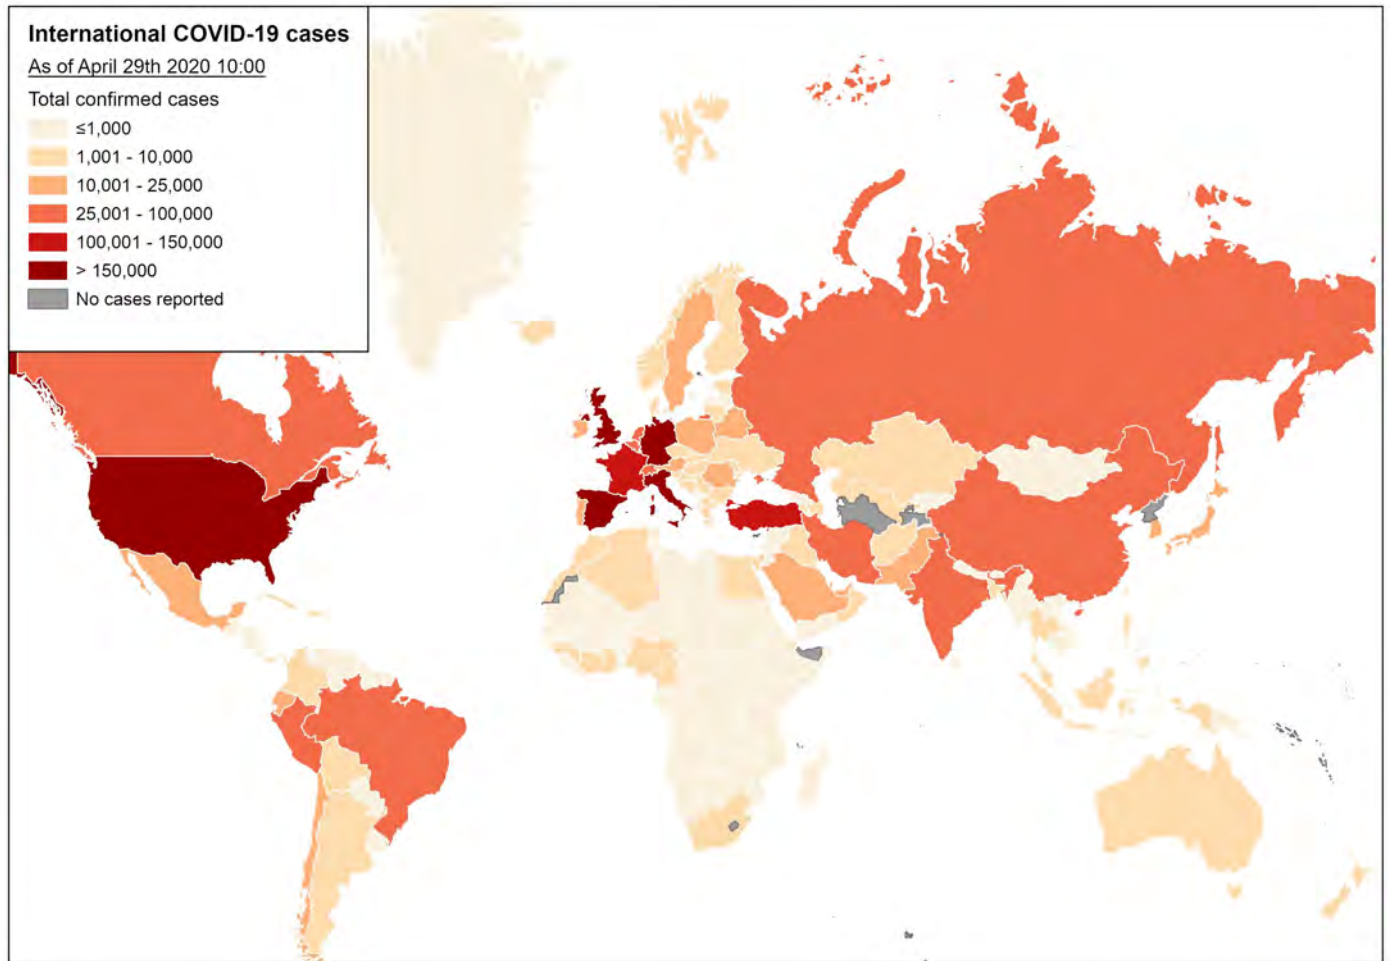 International COVID-19 cases
As of April 29th 2020 10:00
Total confirmed cases
≤1,000
1,001 - 10,000
10,001 - 25,000
25,001 - 100,000
100,001 - 150,000
> 150,000
No cases reported